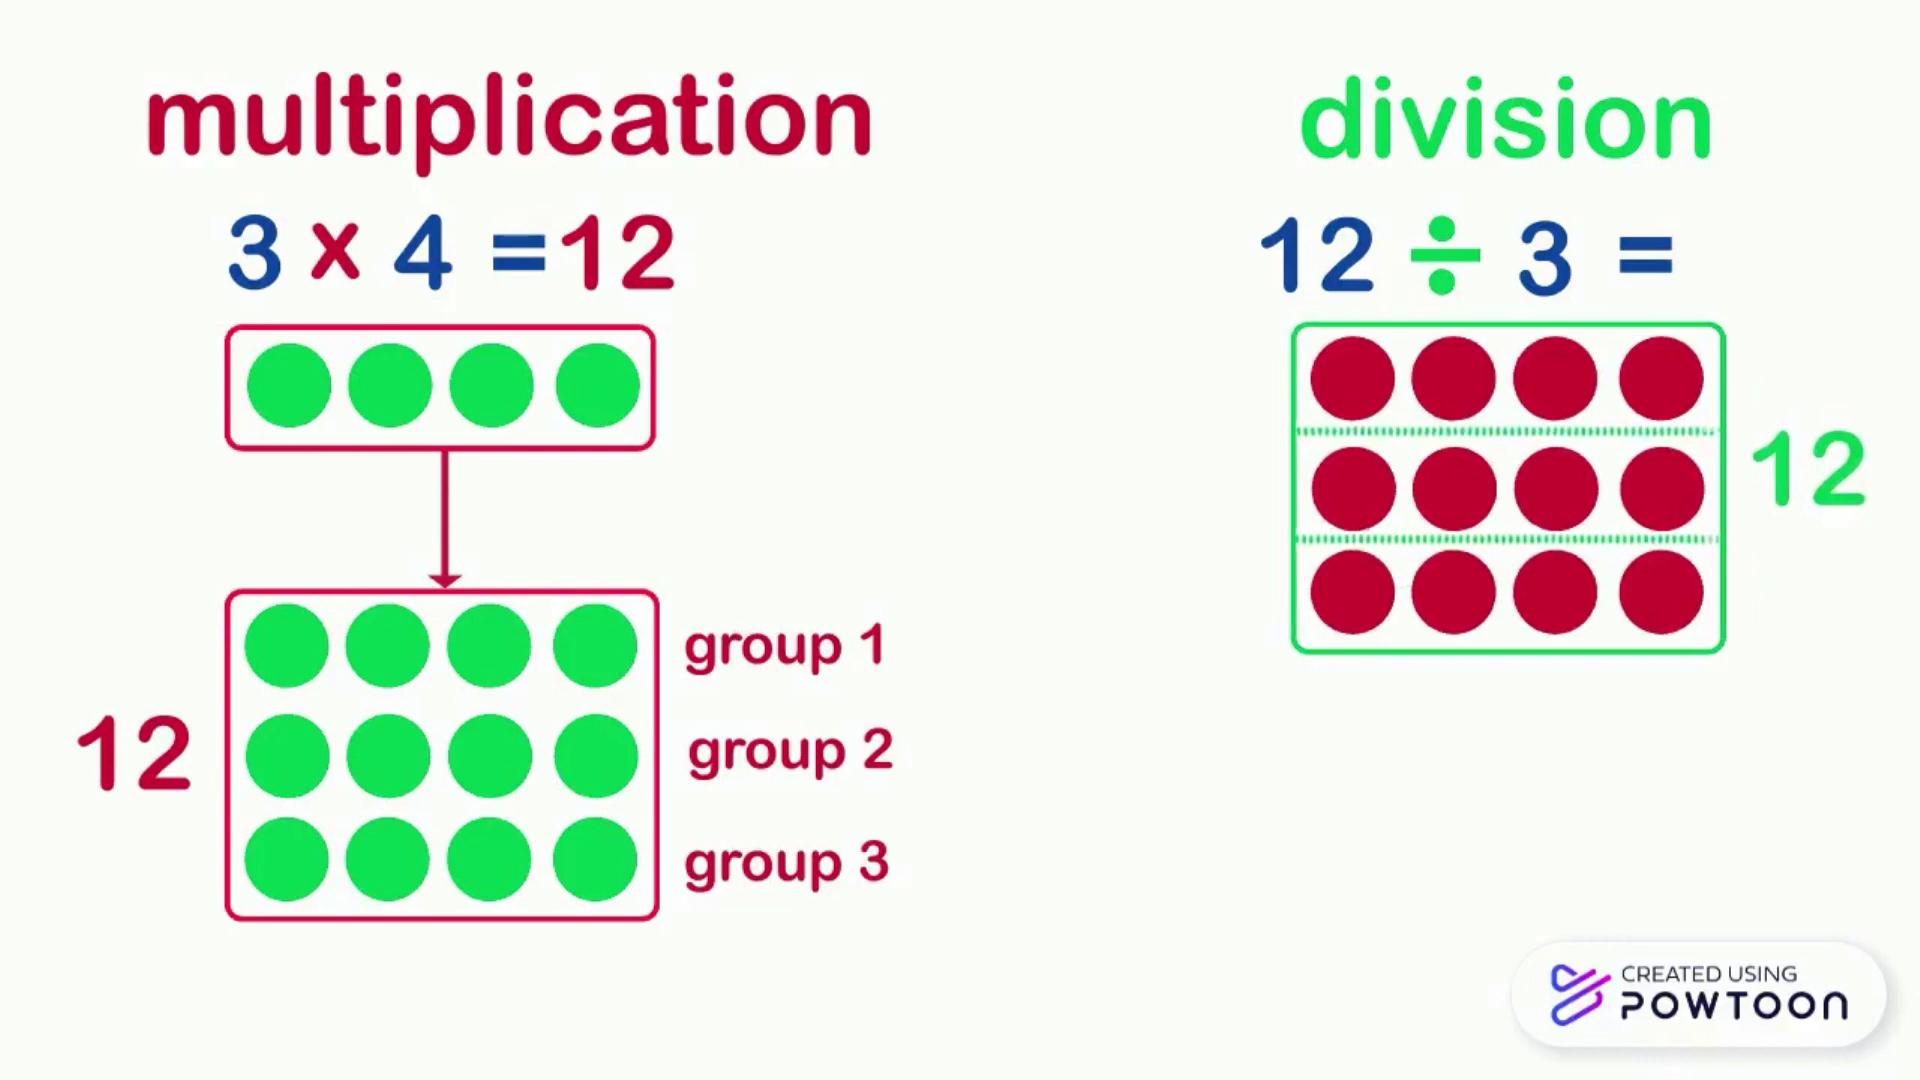 multiplication
3 x 4 =12
12
group 1
group 2
group 3
division
12 ÷ 3 =
12
CREATED USING
POWTOON